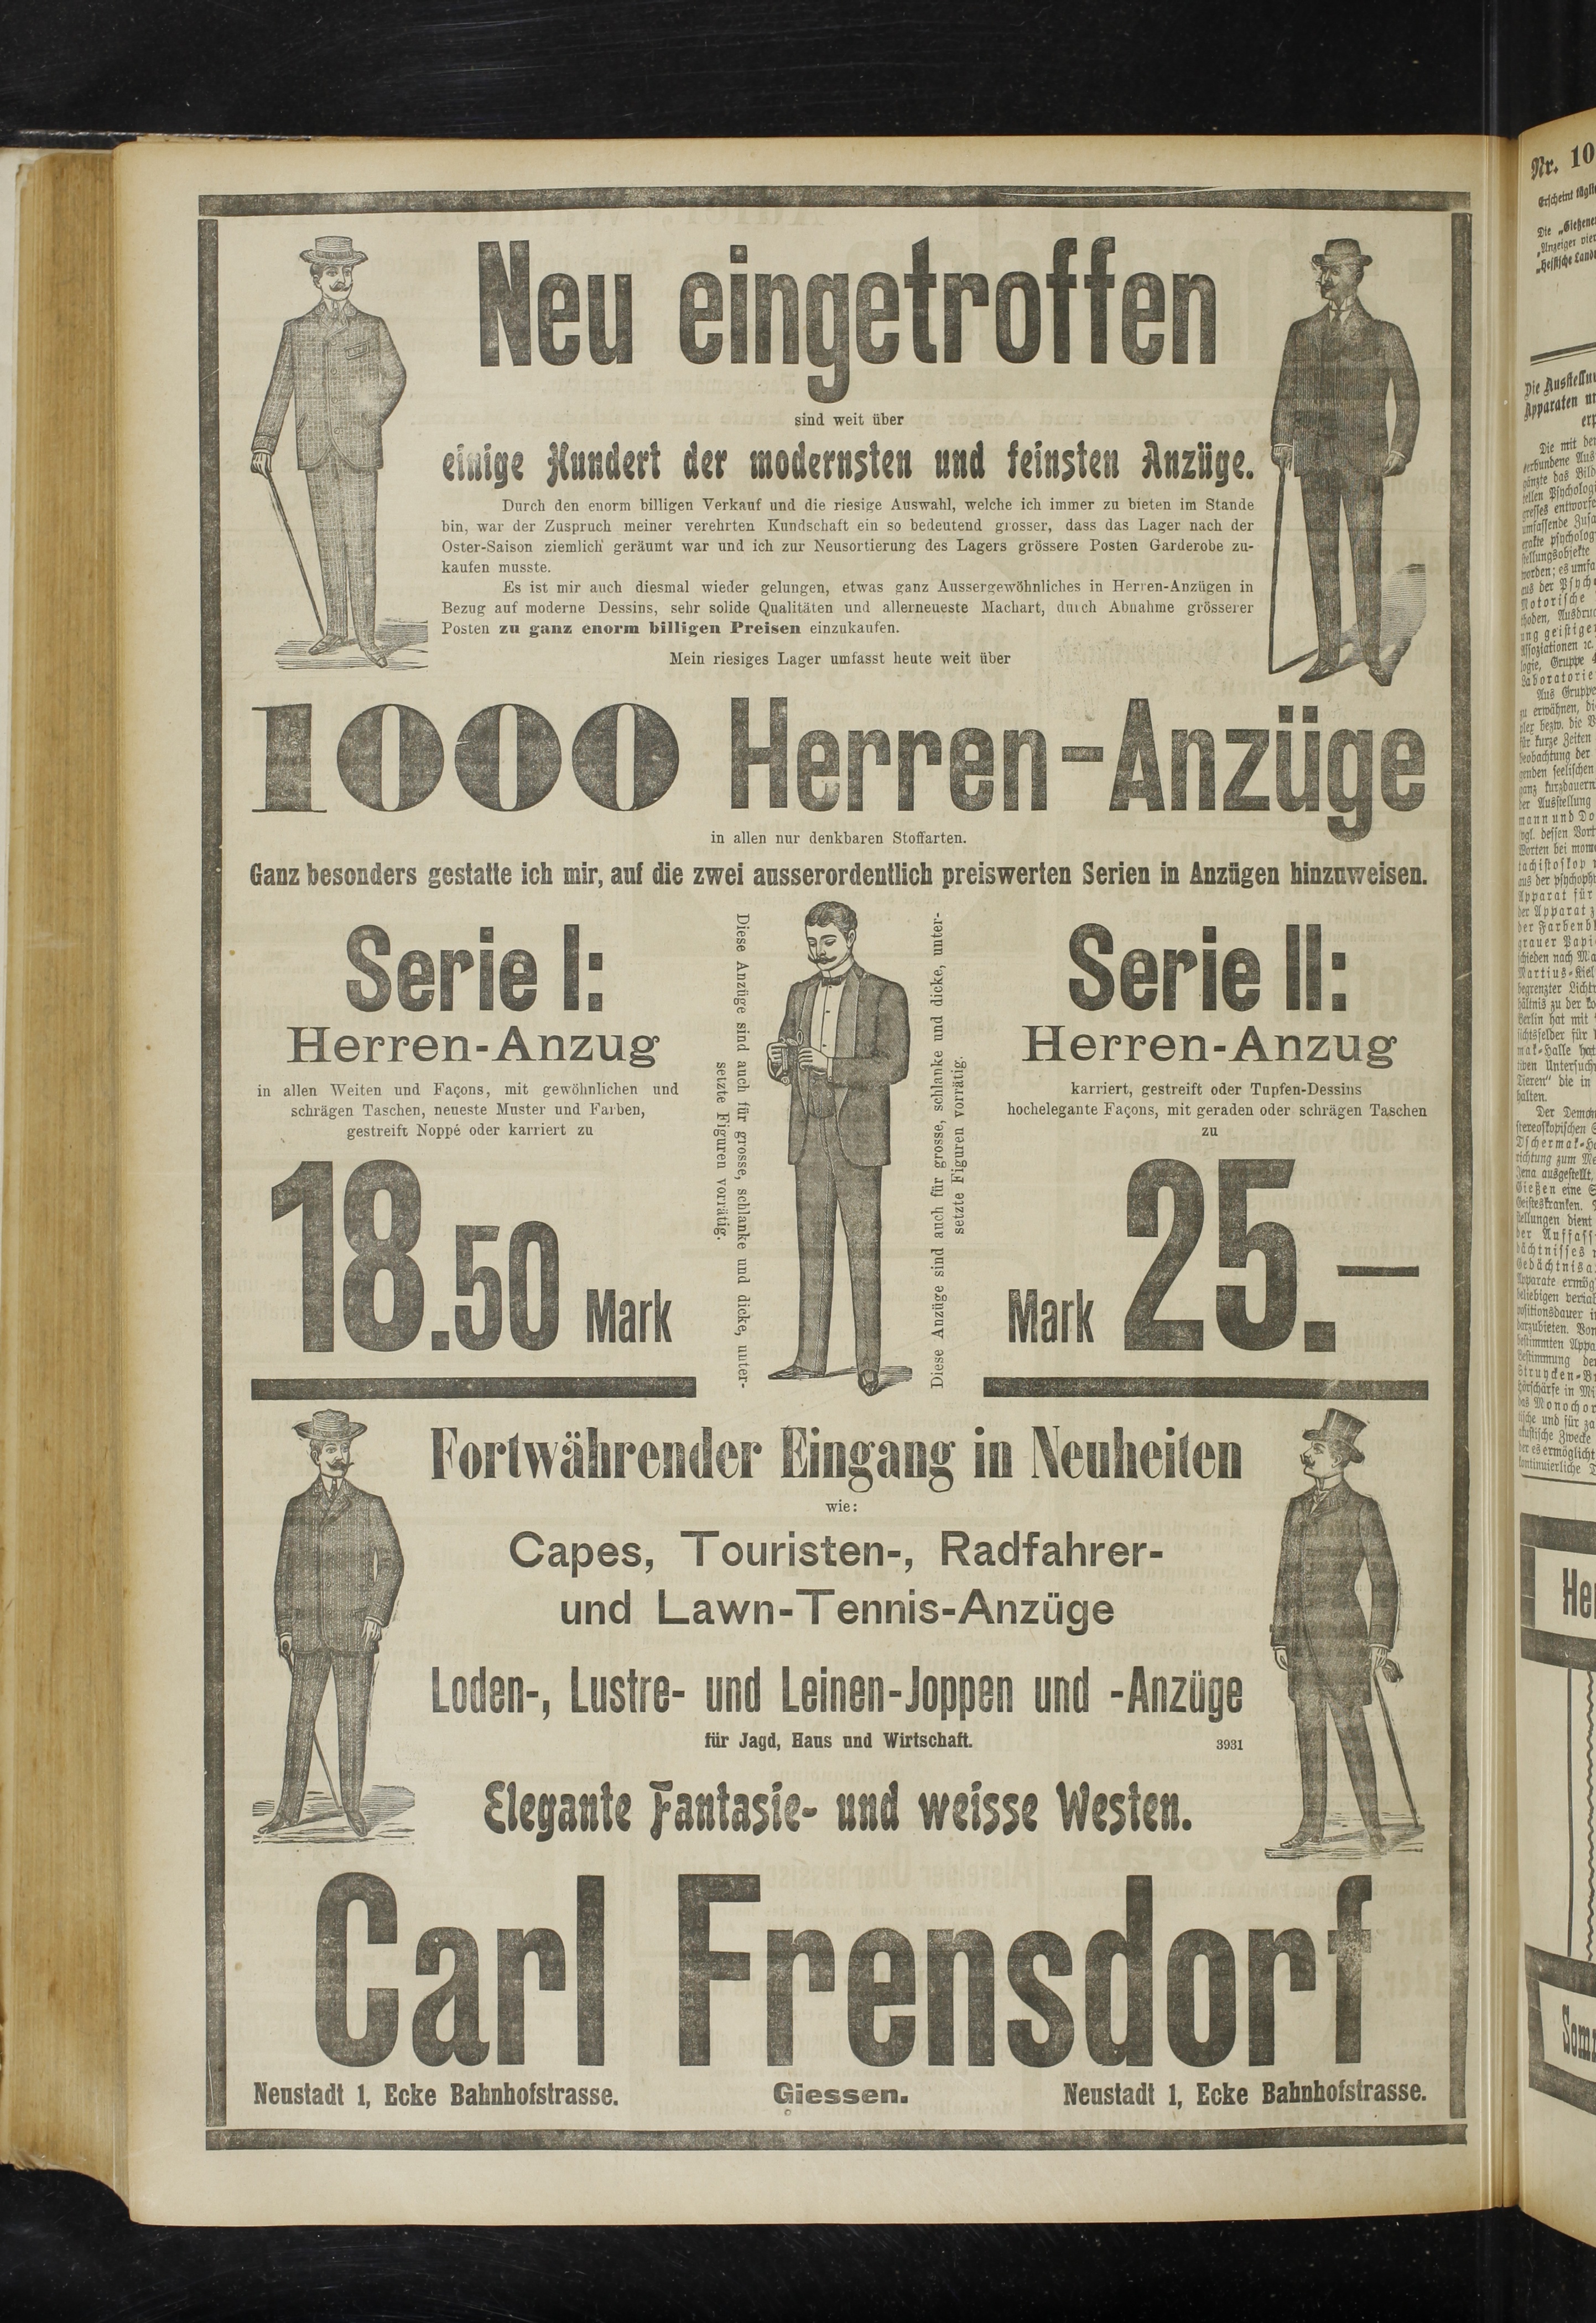 Neu eingetroffen
sind weit über
einige Hundert der modernsten und feinsten Anzüge.
Durch den enorm billigen Verkauf und die riesige Auswahl, welche ich immer zu bieten im Stande
bin, war der Zuspruch meiner verehrten Kundschaft ein so bedeutend grosser, dass das Lager nach der
Oster-Saison ziemlich geräumt war und ich zur Neusortierung des Lagers grössere Posten Garderobe zu-
kaufen musste.
Es ist mir auch diesmal wieder gelungen, etwas ganz Aussergewöhnliches in Herren-Anzügen in
Bezug auf moderne Dessins, sehr solide Qualitäten und allerneueste Machart, durch Abnahme grösserer
Posten zu ganz enorm billigen Preisen einzukaufen.
Mein riesiges Lager umfasst heute weit über
1000 Herren-Anzüge
in allen nur denkbaren Stoffarten.
Ganz besonders gestatte ich mir, auf die zwei ausserordentlich preiswerten Serien in Anzügen hinzuweisen.
Serie I:
Herren-Anzug
in allen Weiten und Façons, mit gewöhnlichen und
schrägen Taschen, neueste Muster und Farben,
gestreift Noppé oder karriert zu
18.50 Mark
Diese Anzüge sind auch für grosse, schlanke und dicke, unter-
setzte Figuren vorrätig.
Diese Anzüge sind auch für grosse, schlanke und dicke, unter-
setzte Figuren vorrätig.
Serie II:
Herren-Anzug
karriert, gestreift oder Tupfen-Dessins
hochelegante Façons, mit geraden oder schrägen Taschen
zu
Mark 25.—
Fortwährender Eingang in Neuheiten
wie:
Capes, Touristen-, Radfahrer-
und Lawn-Tennis-Anzüge
Loden-, Lustre- und Leinen-Joppen und -Anzüge
für Jagd, Haus und Wirtschaft. 3931
Elegante Fantasie- und weisse Westen.
Carl Frensdorf
Neustadt 1, Ecke Bahnhofstrasse. Giessen. Neustadt 1, Ecke Bahnhofstrasse.
Nr. 10